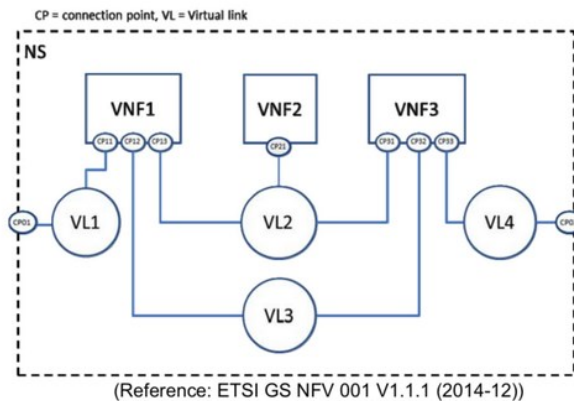 CP = connection point, VL = Virtual link
NS
VNF1
VNF2
VNF3
CP11
CP12
CP13
CP21
CP31
CP32
CP33
CP01
VL1
VL2
VL4
VL3
(Reference: ETSI GS NFV 001 V1.1.1 (2014-12))